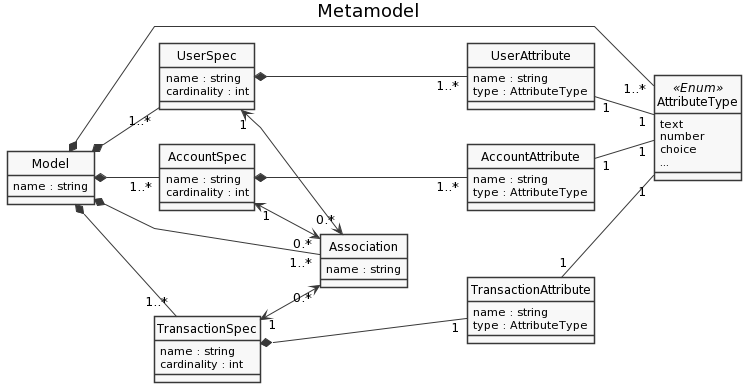 Metamodel
UserSpec
name : string
cardinality : int
UserAttribute
name : string
type : AttributeType
1..*
1..*
«Enum»
AttributeType
text
number
choice
...
1..*
1
1
1
Model
name : string
AccountSpec
name : string
cardinality : int
AccountAttribute
name : string
type : AttributeType
1
1..*
1..*
1
1
1
0..*
0..*
Association
name : string
1..*
1
TransactionAttribute
name : string
type : AttributeType
0..*
1..*
1
1
TransactionSpec
name : string
cardinality : int